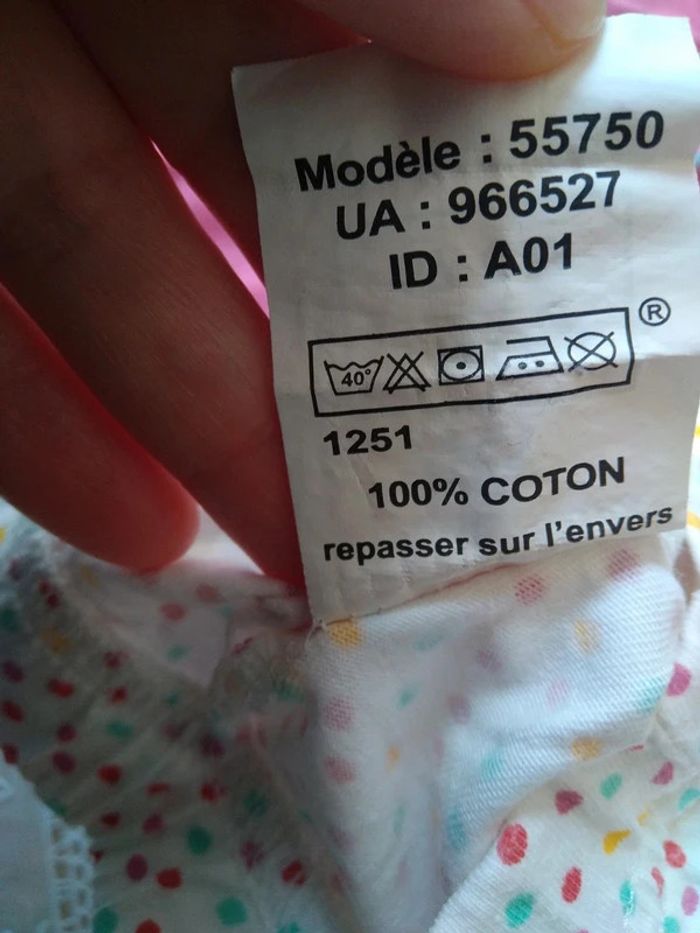 Modèle : 55750
UA : 966527
ID : A01
®
40°
1251
100% COTON
repasser sur l'envers